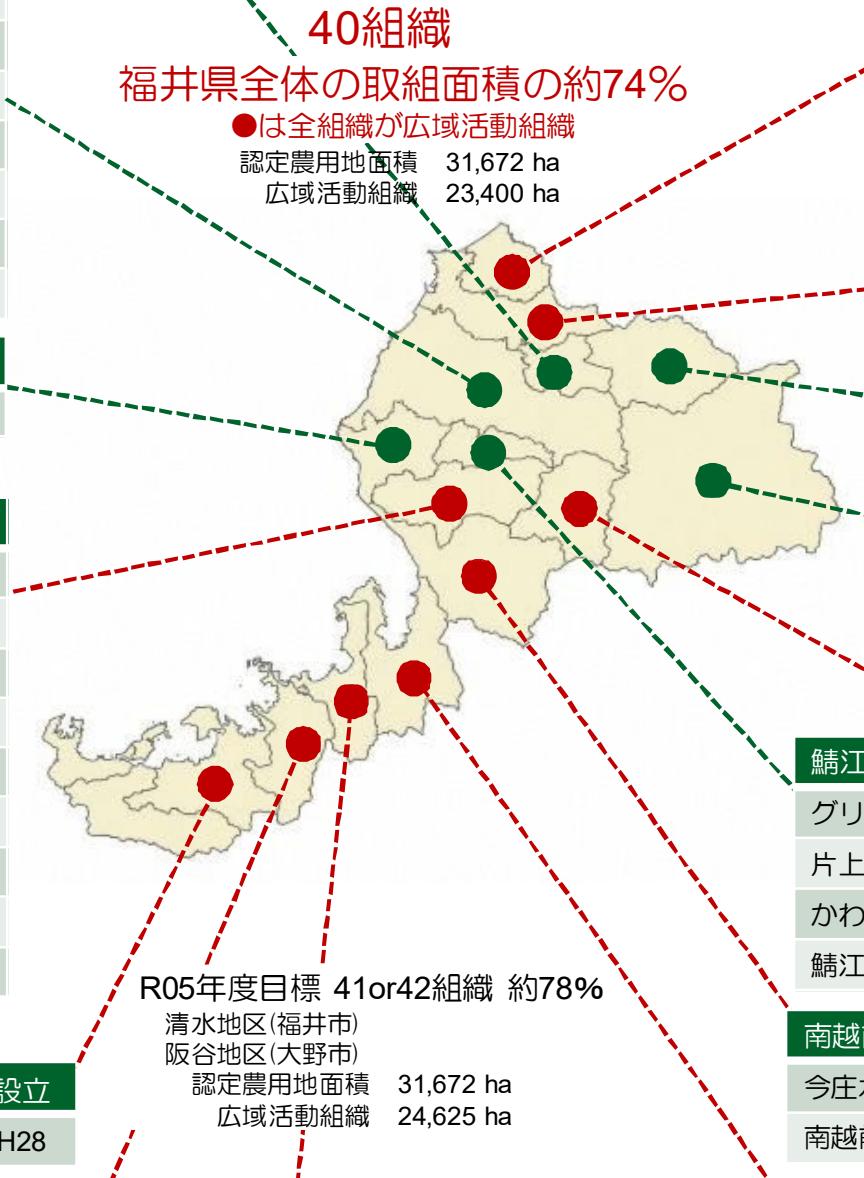 40組織
福井県全体の取組面積の約74%
●は全組織が広域活動組織
認定農用地面積 31,672 ha
広域活動組織 23,400 ha
鯖江
グリ
片上
かわ
鯖江
R05年度目標 41or42組織 約78%
清水地区(福井市)
阪谷地区(大野市)
認定農用地面積 31,672 ha
広域活動組織 24,625 ha
南越
今庄
南越
設立
H28